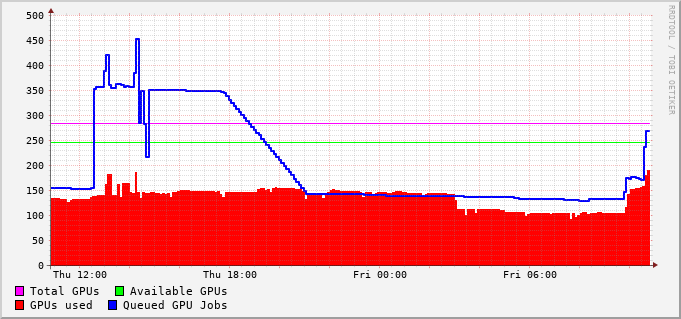 500
450
400
350
300
250
200
150
100
50
0
Thu 12:00 Thu 18:00 Fri 00:00 Fri 06:00
Total GPUs Available GPUs
GPUs used Queued GPU Jobs
RRDTOOL / TOBI OETIKER